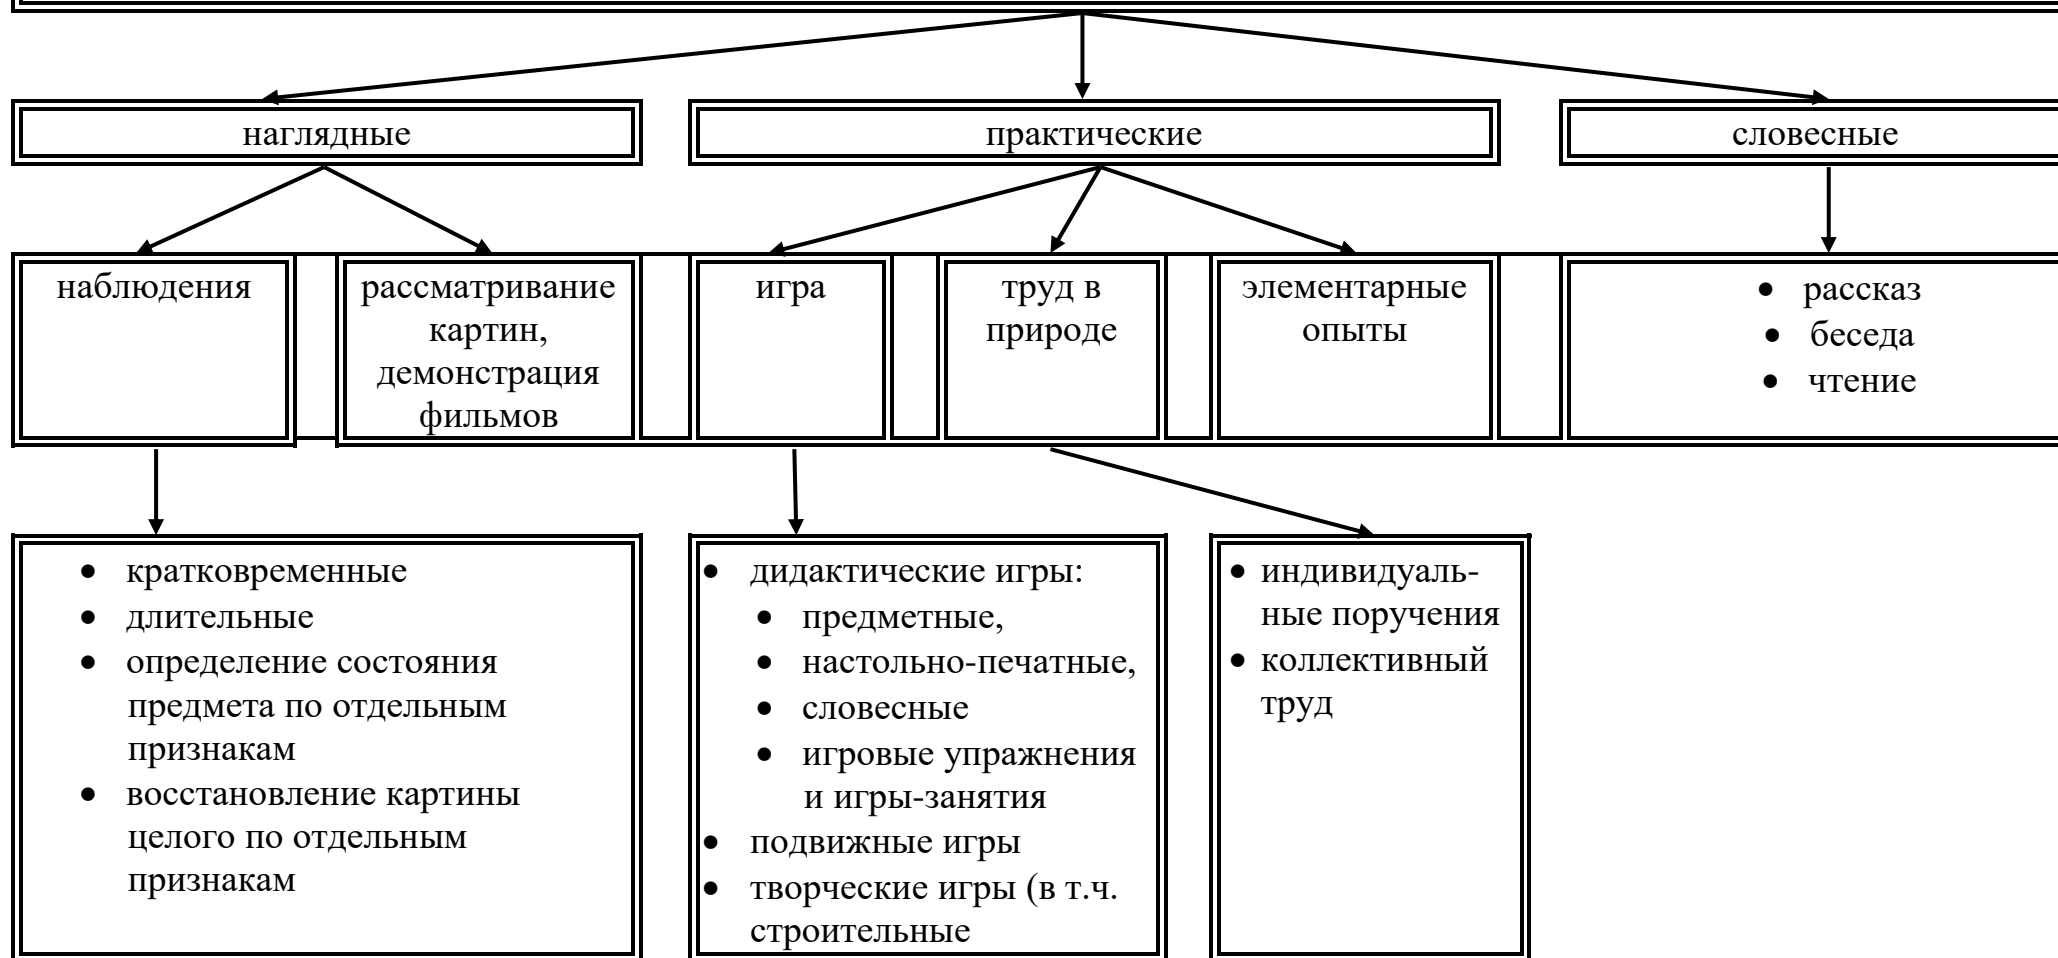 наглядные
практические
словесные
наблюдения
рассматривание
картин,
демонстрация
фильмов
игра
труд в
природе
элементарные
опыты
• рассказ
• беседа
• чтение
• кратковременные
• длительные
• определение состояния
предмета по отдельным
признакам
• восстановление картины
целого по отдельным
признакам
• дидактические игры:
• предметные,
• настольно-печатные,
• словесные
• игровые упражнения
и игры-занятия
• подвижные игры
• творческие игры (в т.ч.
строительные
• индивидуаль-
ные поручения
• коллективный
труд